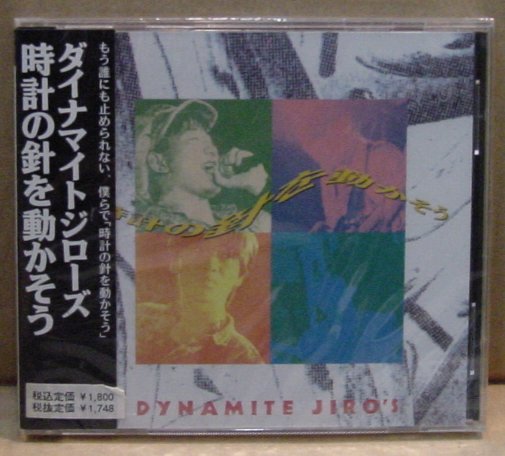 ダイナマイトジローズ
時計の針を動かそう
もう誰にも止められない、僕らで「時計の針を動かそう」
税込定価 ¥1,800
税抜定価 ¥1,748
時計の針を動かそう
DYNAMITE JIRO'S